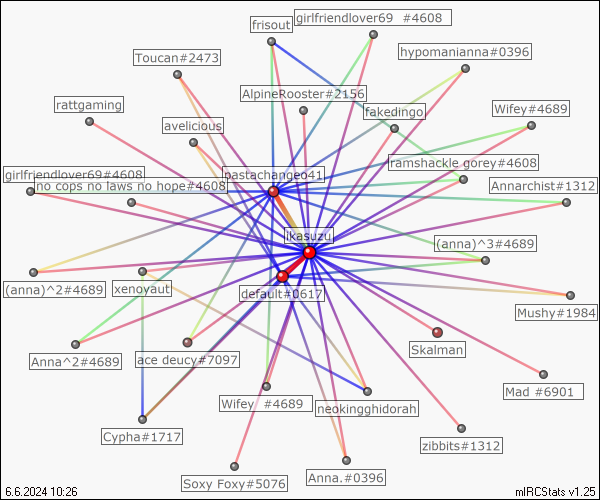 girlfriendlover69 #4608
frisout
hypomanianna#0396
Toucan#2473
AlpineRooster#2156
rattgaming
fakedingo
Wifey#4689
avelicious
ramshackle gorey#4608
girlfriendlover69#4608
pastachangeo41
no cops no laws no hope#4608
Annarchist#1312
ikasuzu
(anna)^3#4689
(anna)^2#4689
xenoyaut
default#0617
Mushy#1984
Skalman
Anna^2#4689
ace deucy#7097
Mad #6901
Wifey #4689
neokingghidorah
Cypha#1717
zibbits#1312
Soxy Foxy#5076
Anna.#0396
6.6.2024 10:26
mIRCStats v1.25